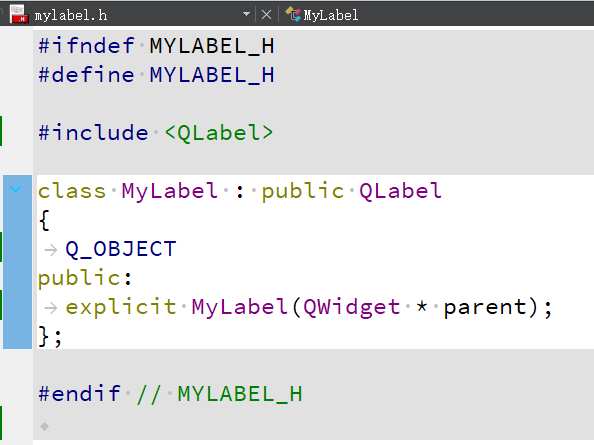 .H mylabel.h MyLabel
#ifndef MYLABEL_H
#define MYLABEL_H
#include <QLabel>
class MyLabel : public QLabel
{
Q_OBJECT
public:
explicit MyLabel(QWidget * parent);
};
#endif // MYLABEL_H